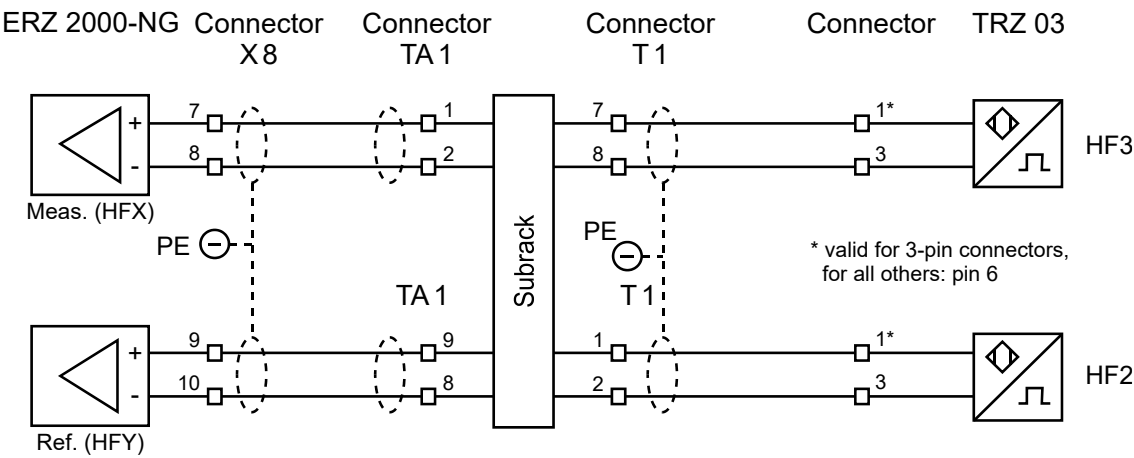 ERZ 2000-NG Connector Connector Connector Connector TRZ 03
X 8 TA 1 T 1
7 1 7 1*
+ HF3
8 2 8 3
-
Meas. (HFX)
PE PE
Subrack
* valid for 3-pin connectors,
for all others: pin 6
TA 1 T 1
9 9 1 1*
+ HF2
10 8 2 3
-
Ref. (HFY)